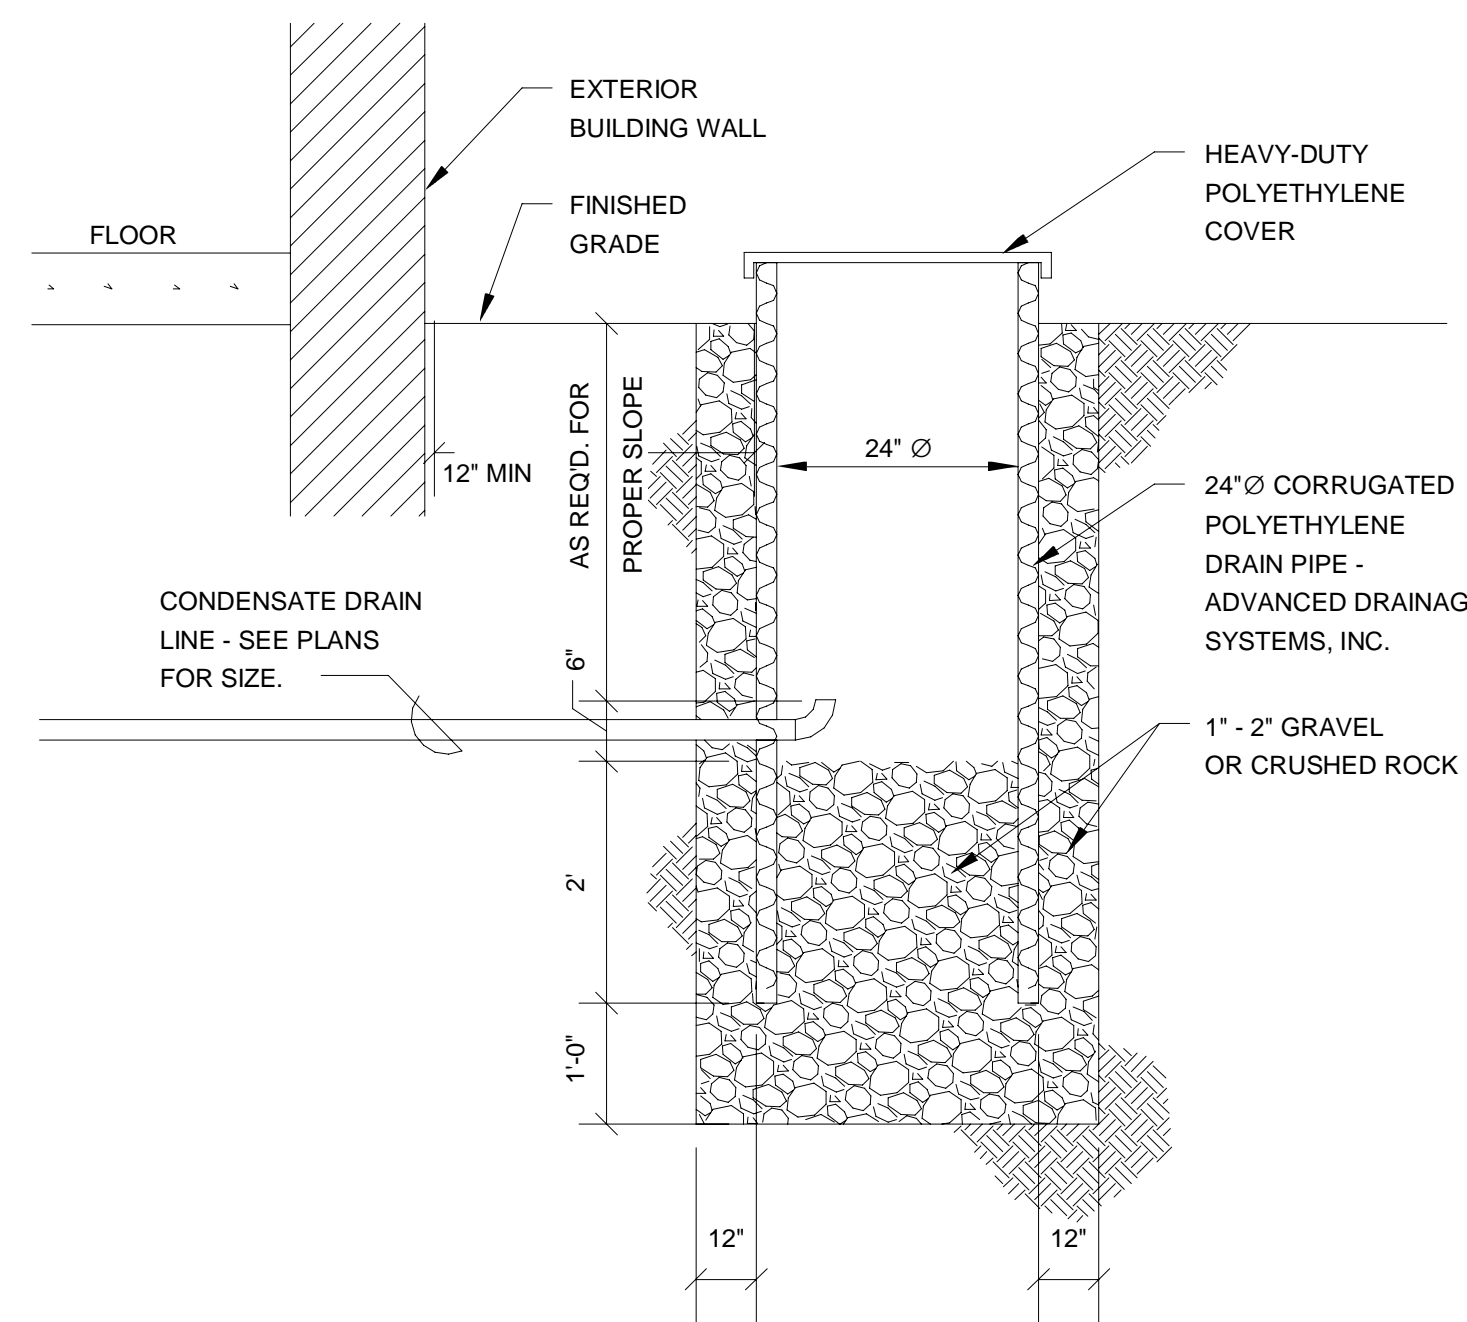 EXTERIOR
BUILDING WALL
HEAVY-DUTY
POLYETHYLENE
COVER
FINISHED
GRADE
FLOOR
AS REQ'D. FOR
PROPER SLOPE
12" MIN
24" Ø
24"Ø CORRUGATED
POLYETHYLENE
DRAIN PIPE -
ADVANCED DRAINAG
SYSTEMS, INC.
CONDENSATE DRAIN
LINE - SEE PLANS
FOR SIZE.
6"
1" - 2" GRAVEL
OR CRUSHED ROCK
2'
1'-0"
12"
12"